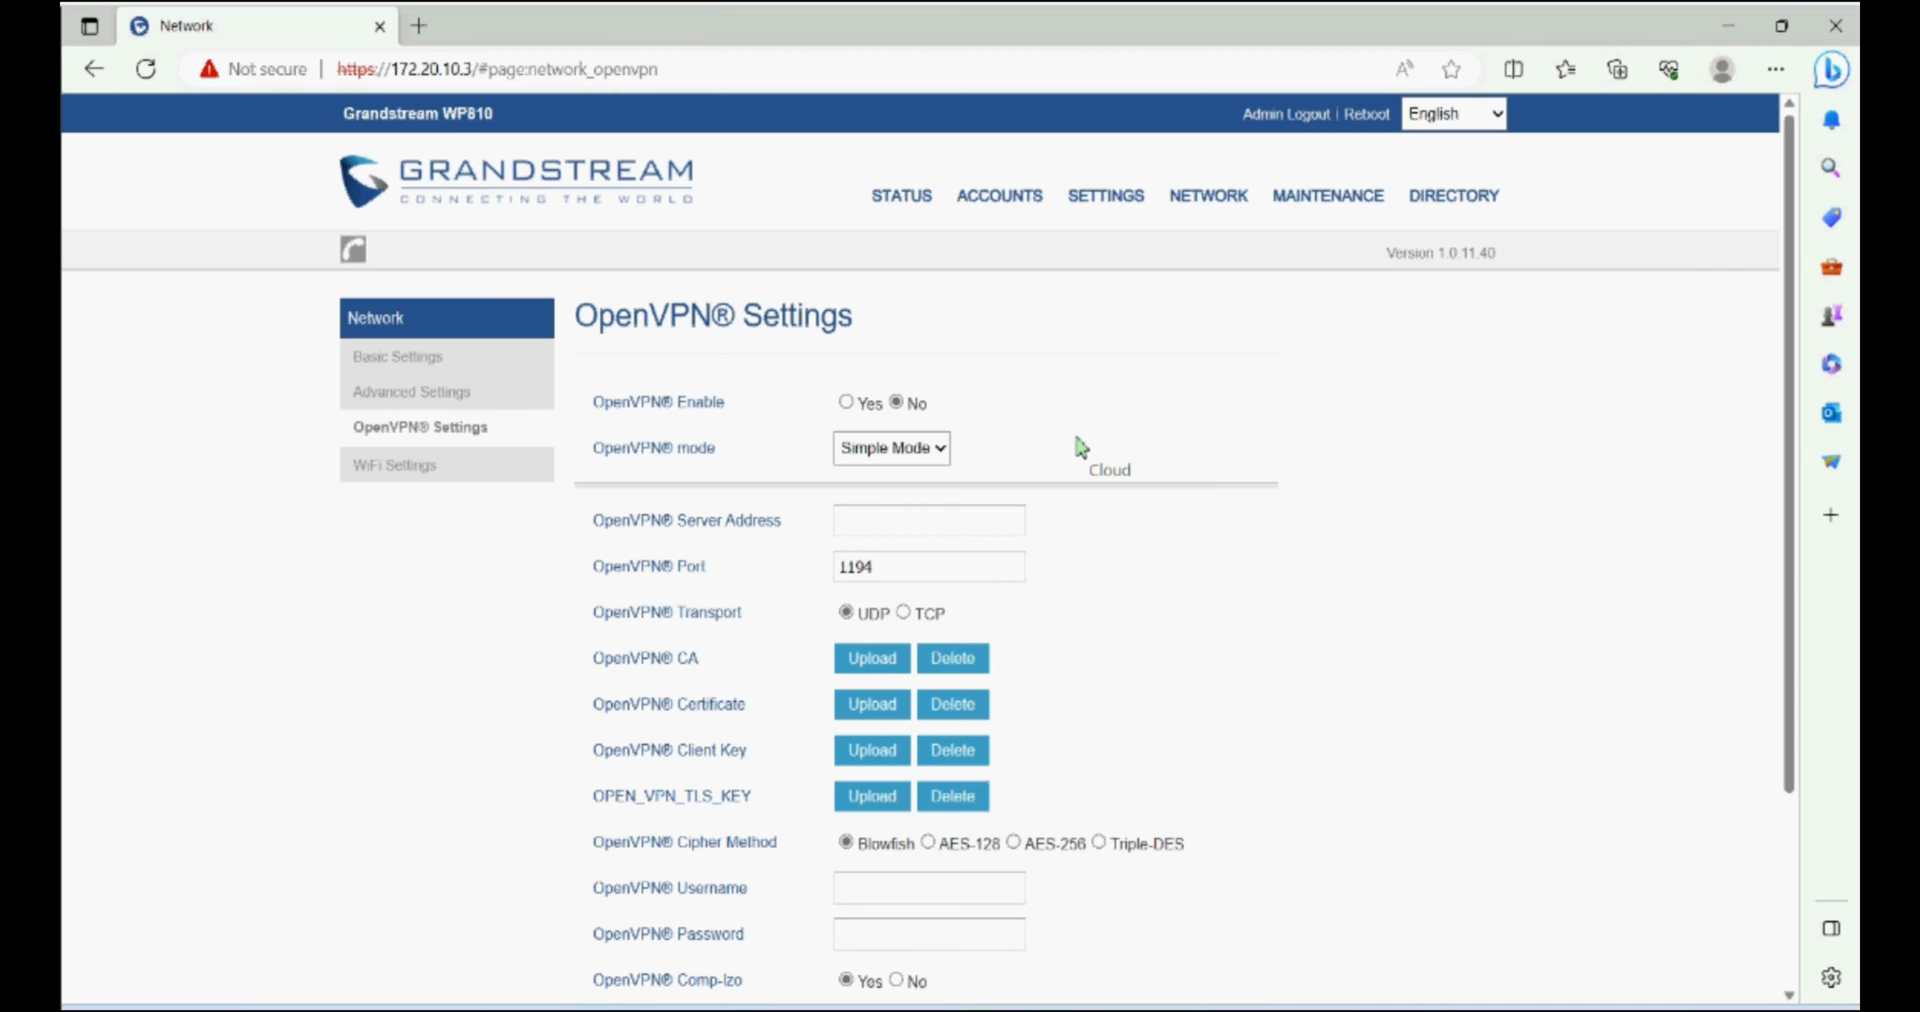 Network
Not secure | https://172.20.10.3/#page:network_openvpn
Grandstream WP810
Admin Logout | Reboot
English
GRANDSTREAM
CONNECTING THE WORLD
STATUS ACCOUNTS SETTINGS NETWORK MAINTENANCE DIRECTORY
Version 1.0.11.40
Network
Basic Settings
Advanced Settings
OpenVPN® Settings
WiFi Settings
OpenVPN® Settings
OpenVPN® Enable Yes No
OpenVPN® mode Simple Mode
Cloud
OpenVPN® Server Address
OpenVPN® Port 1194
OpenVPN® Transport UDP TCP
OpenVPN® CA Upload Delete
OpenVPN® Certificate Upload Delete
OpenVPN® Client Key Upload Delete
OPEN_VPN_TLS_KEY Upload Delete
OpenVPN® Cipher Method Blowfish AES-128 AES-256 Triple-DES
OpenVPN® Username
OpenVPN® Password
OpenVPN® Comp-lzo Yes No